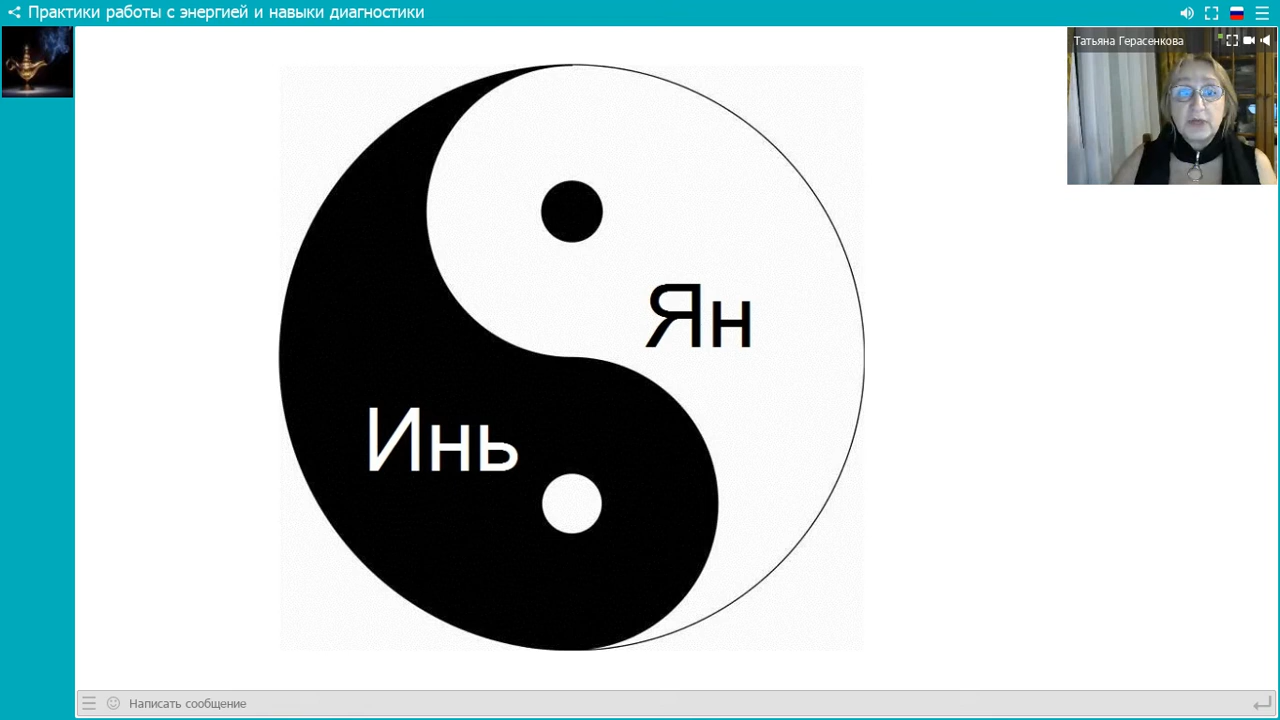 Практики работы с энергией и навыки диагностики
Татьяна Герасенкова
Ян
Инь
Написать сообщение